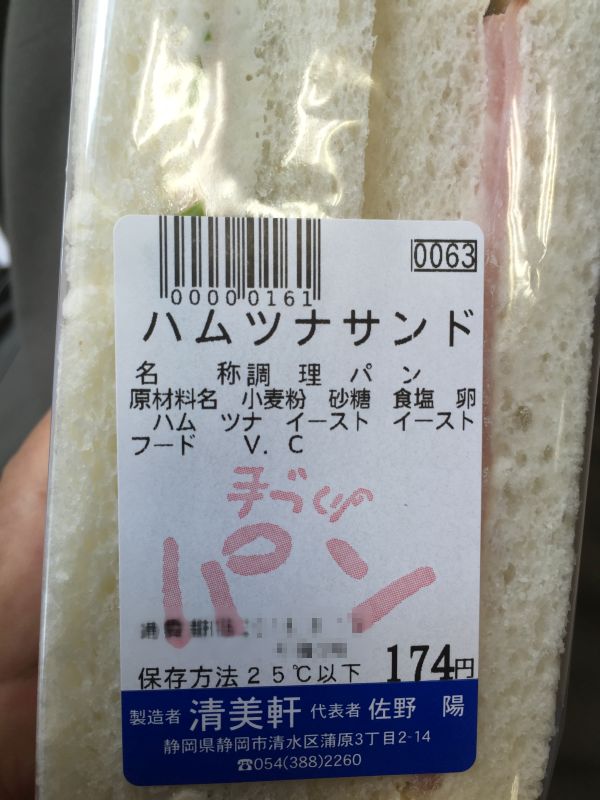 0063
00000161
ハムツナサンド
名 称調 理 パ ン
原材料名 小麦粉 砂糖 食塩 卵
ハム ツナ イースト イースト
フード V.C
手づくりの
パン
保存方法25℃以下 174円
製造者 清美軒 代表者 佐野 陽
静岡県静岡市清水区蒲原3丁目2-14
☎054(388)2260